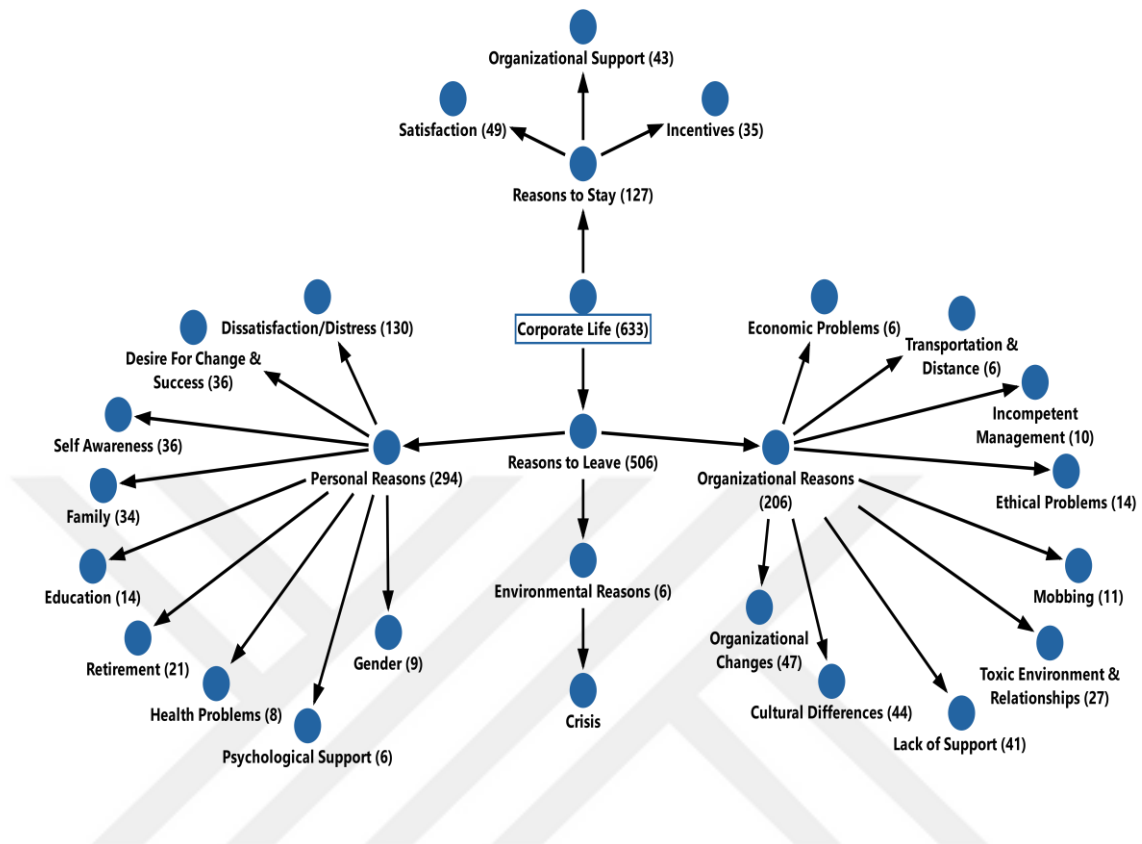 Organizational Support (43)
Satisfaction (49)
Incentives (35)
Reasons to Stay (127)
Corporate Life (633)
Dissatisfaction/Distress (130)
Desire For Change &
Success (36)
Self Awareness (36)
Family (34)
Education (14)
Retirement (21)
Health Problems (8)
Psychological Support (6)
Gender (9)
Personal Reasons (294)
Reasons to Leave (506)
Environmental Reasons (6)
Crisis
Organizational Reasons
(206)
Economic Problems (6)
Transportation &
Distance (6)
Incompetent
Management (10)
Ethical Problems (14)
Mobbing (11)
Toxic Environment &
Relationships (27)
Lack of Support (41)
Cultural Differences (44)
Organizational
Changes (47)